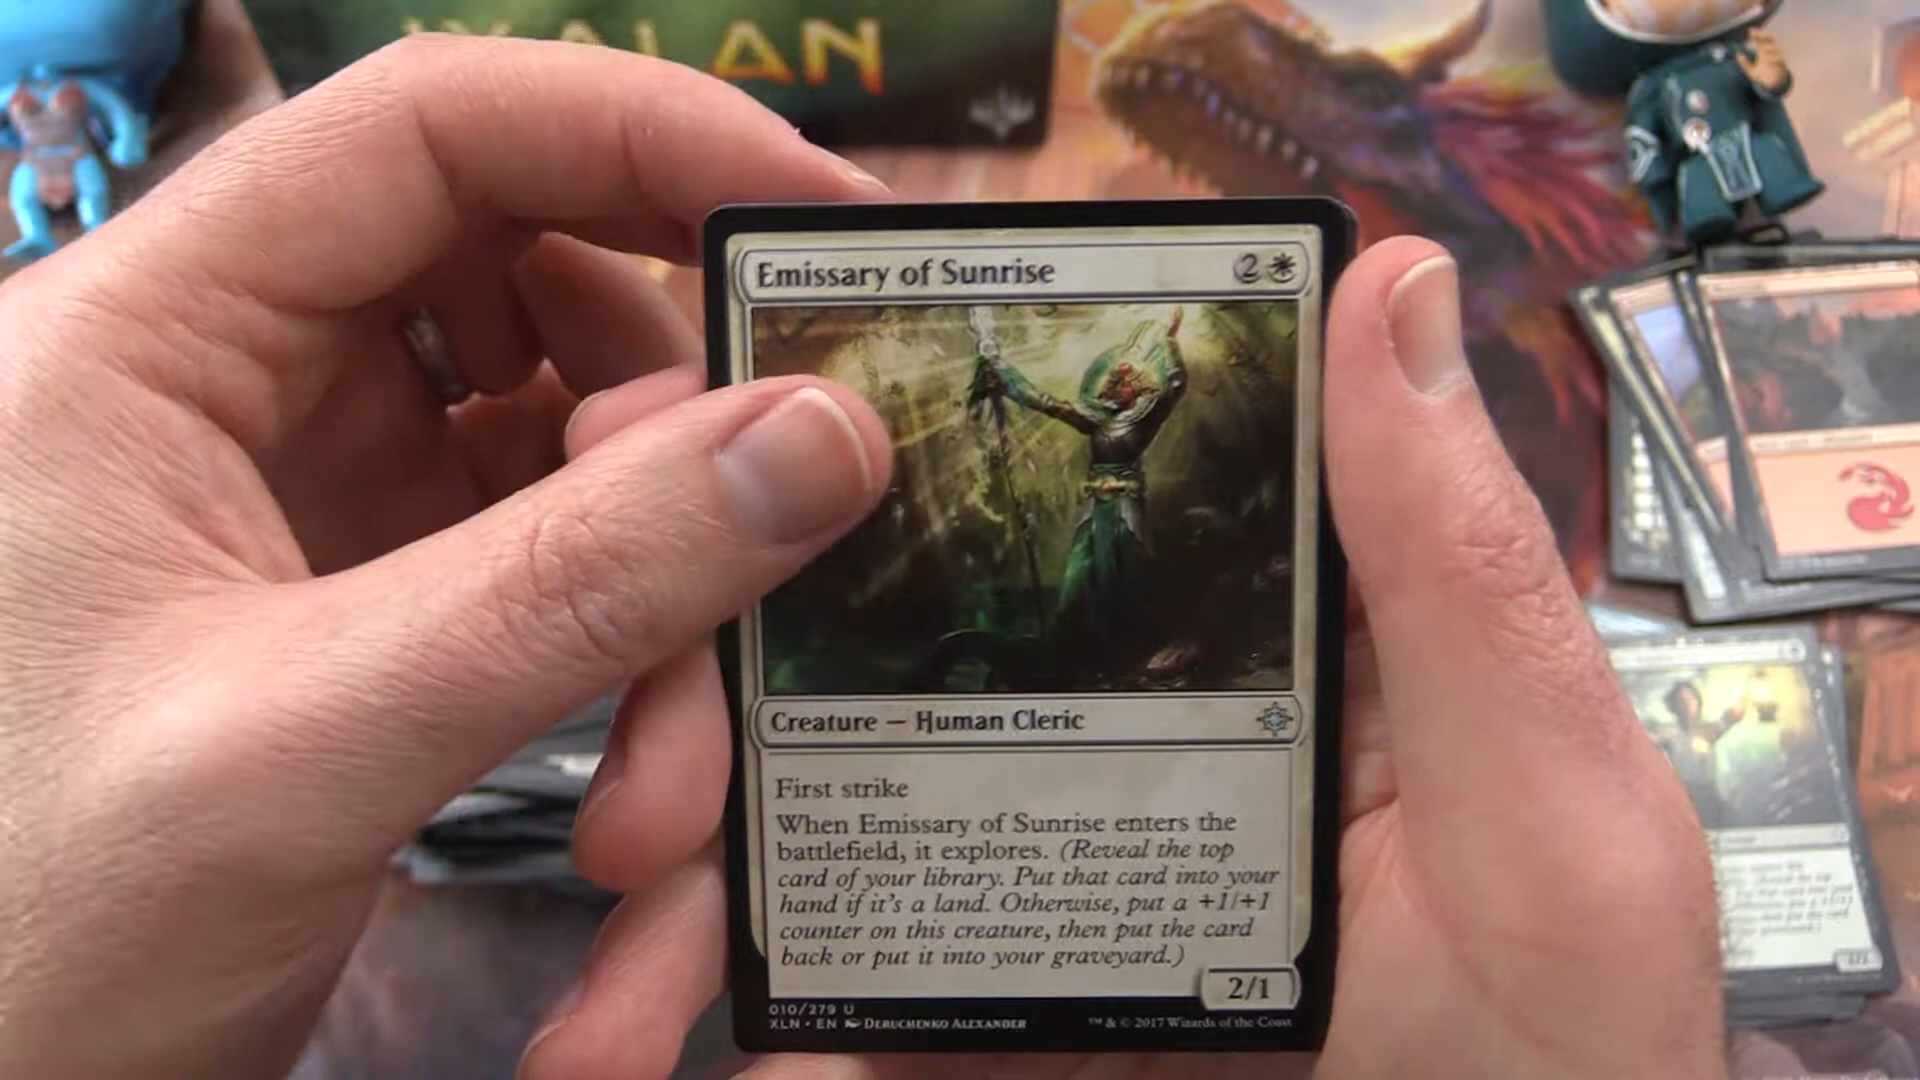 IXALAN
Emissary of Sunrise
2
Creature — Human Cleric
First strike
When Emissary of Sunrise enters the
battlefield, it explores. (Reveal the top
card of your library. Put that card into your
hand if it's a land. Otherwise, put a +1/+1
counter on this creature, then put the card
back or put it into your graveyard.)
2/1
010/279 U
XLN • EN DERUCHENKO ALEXANDER
™ & © 2017 Wizards of the Coast